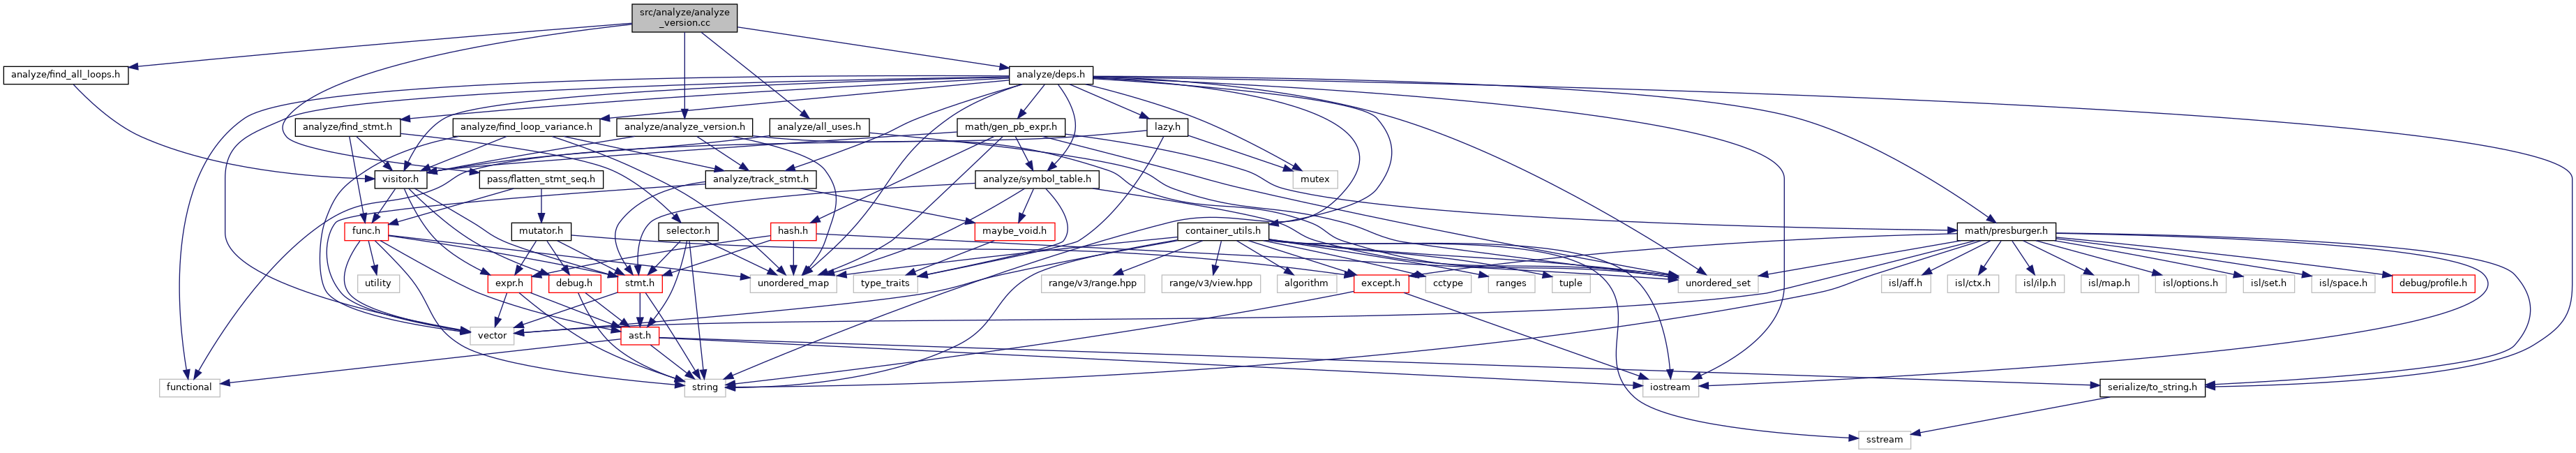 src/analyze/analyze
_version.cc
analyze/find_all_loops.h
analyze/deps.h
analyze/find_stmt.h
analyze/find_loop_variance.h
analyze/analyze_version.h
analyze/all_uses.h
math/gen_pb_expr.h
lazy.h
visitor.h
pass/flatten_stmt_seq.h
analyze/track_stmt.h
analyze/symbol_table.h
mutex
func.h
mutator.h
selector.h
hash.h
maybe_void.h
container_utils.h
math/presburger.h
utility
expr.h
debug.h
stmt.h
unordered_map
type_traits
range/v3/range.hpp
range/v3/view.hpp
algorithm
except.h
cctype
ranges
tuple
unordered_set
isl/aff.h
isl/ctx.h
isl/ilp.h
isl/map.h
isl/options.h
isl/set.h
isl/space.h
debug/profile.h
vector
ast.h
functional
string
iostream
serialize/to_string.h
sstream